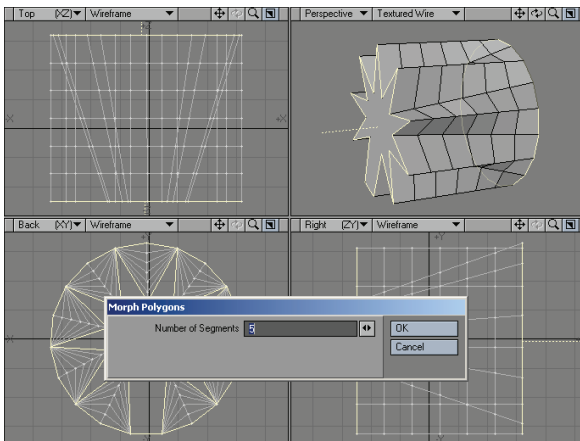 Top (XZ) Wireframe
Perspective Textured Wire
-X +X
Back (XY) Wireframe
Right (ZY) Wireframe
+Y
Morph Polygons
Number of Segments 5
OK
Cancel
-Y